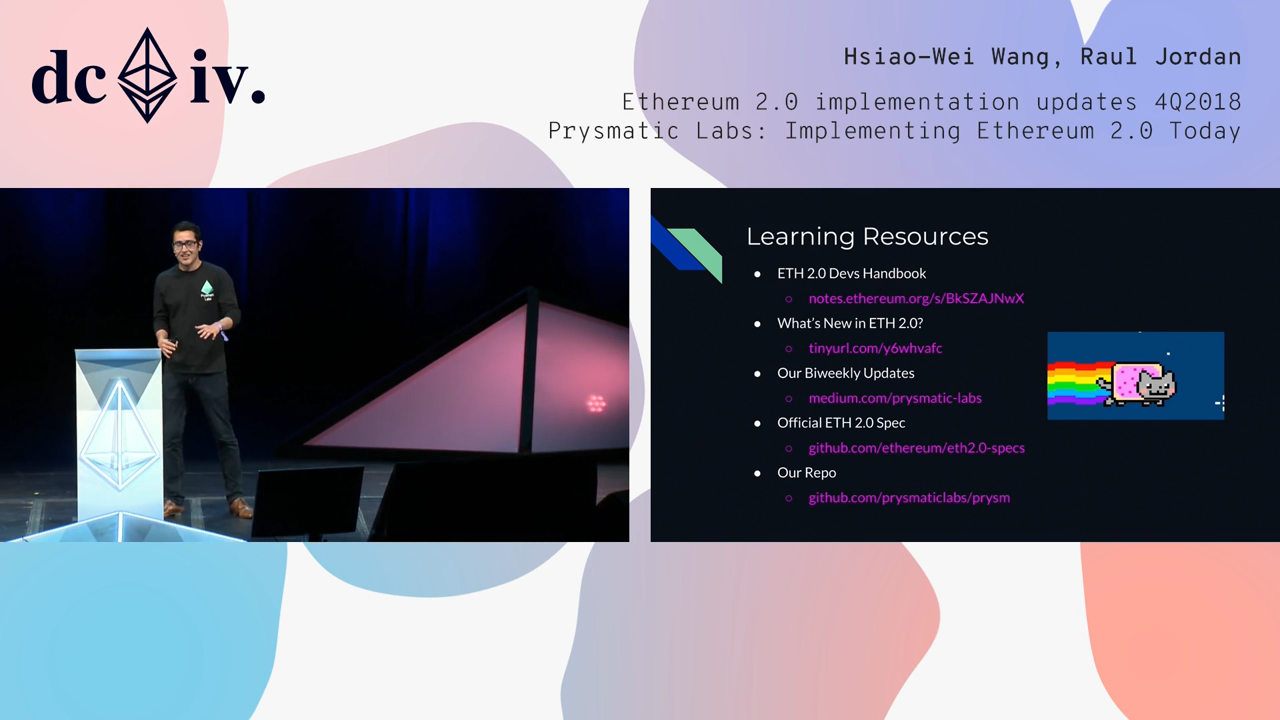 dc iv.
Hsiao-Wei Wang, Raul Jordan
Ethereum 2.0 implementation updates 4Q2018
Prysmatic Labs: Implementing Ethereum 2.0 Today
Prysmatic
Labs
Learning Resources
ETH 2.0 Devs Handbook
notes.ethereum.org/s/BkSZAJNwX
What's New in ETH 2.0?
tinyurl.com/y6whvafc
Our Biweekly Updates
medium.com/prysmatic-labs
Official ETH 2.0 Spec
github.com/ethereum/eth2.0-specs
Our Repo
github.com/prysmaticlabs/prysm